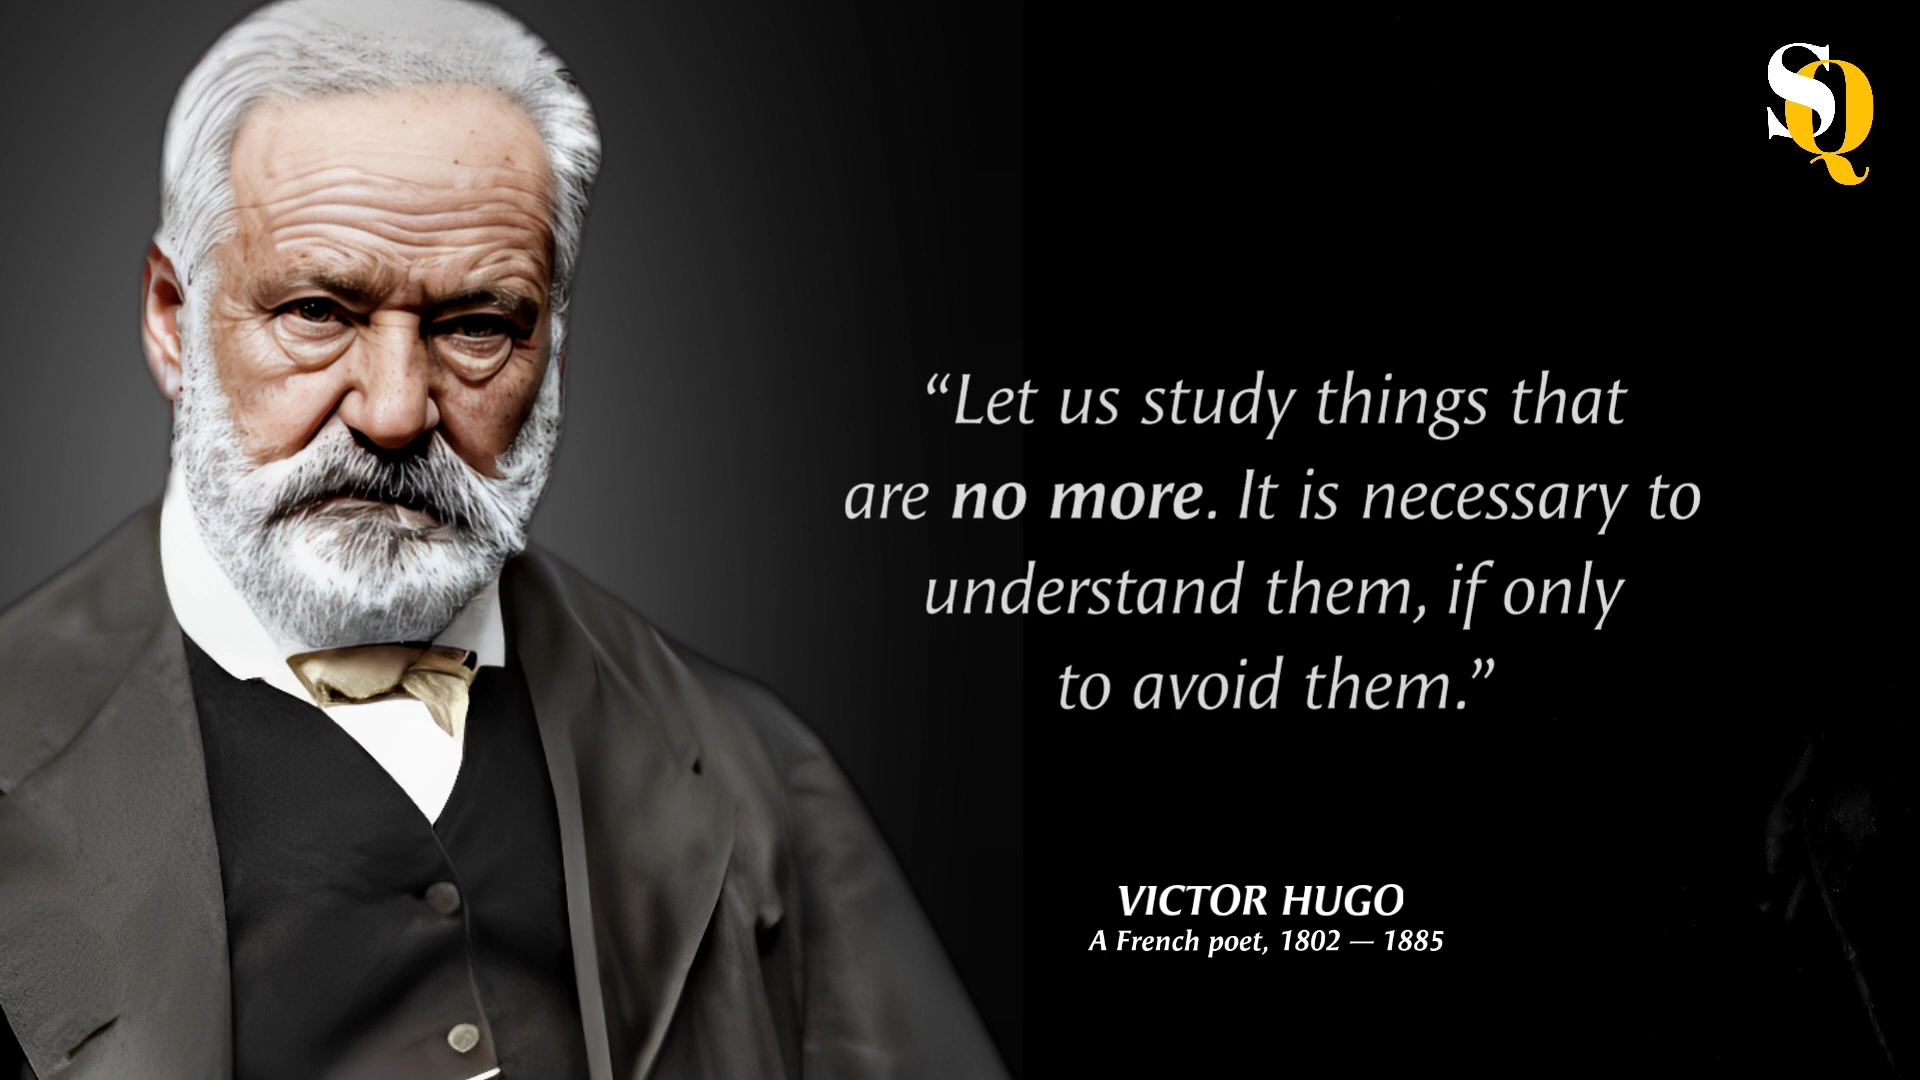 SQ
“Let us study things that
are no more. It is necessary to
understand them, if only
to avoid them.”
VICTOR HUGO
A French poet, 1802 — 1885